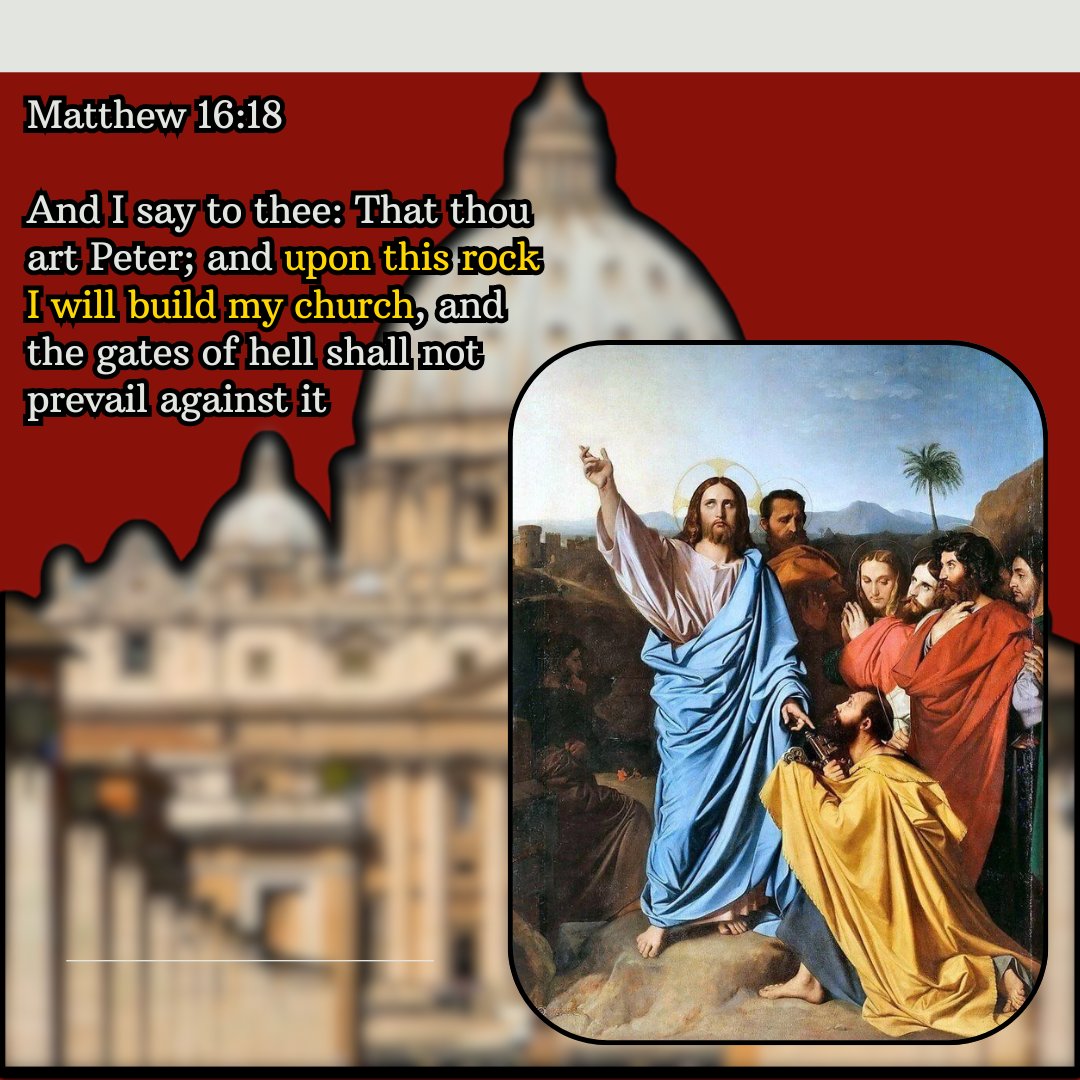 Matthew 16:18
And I say to thee: That thou
art Peter; and upon this rock
I will build my church, and
the gates of hell shall not
prevail against it